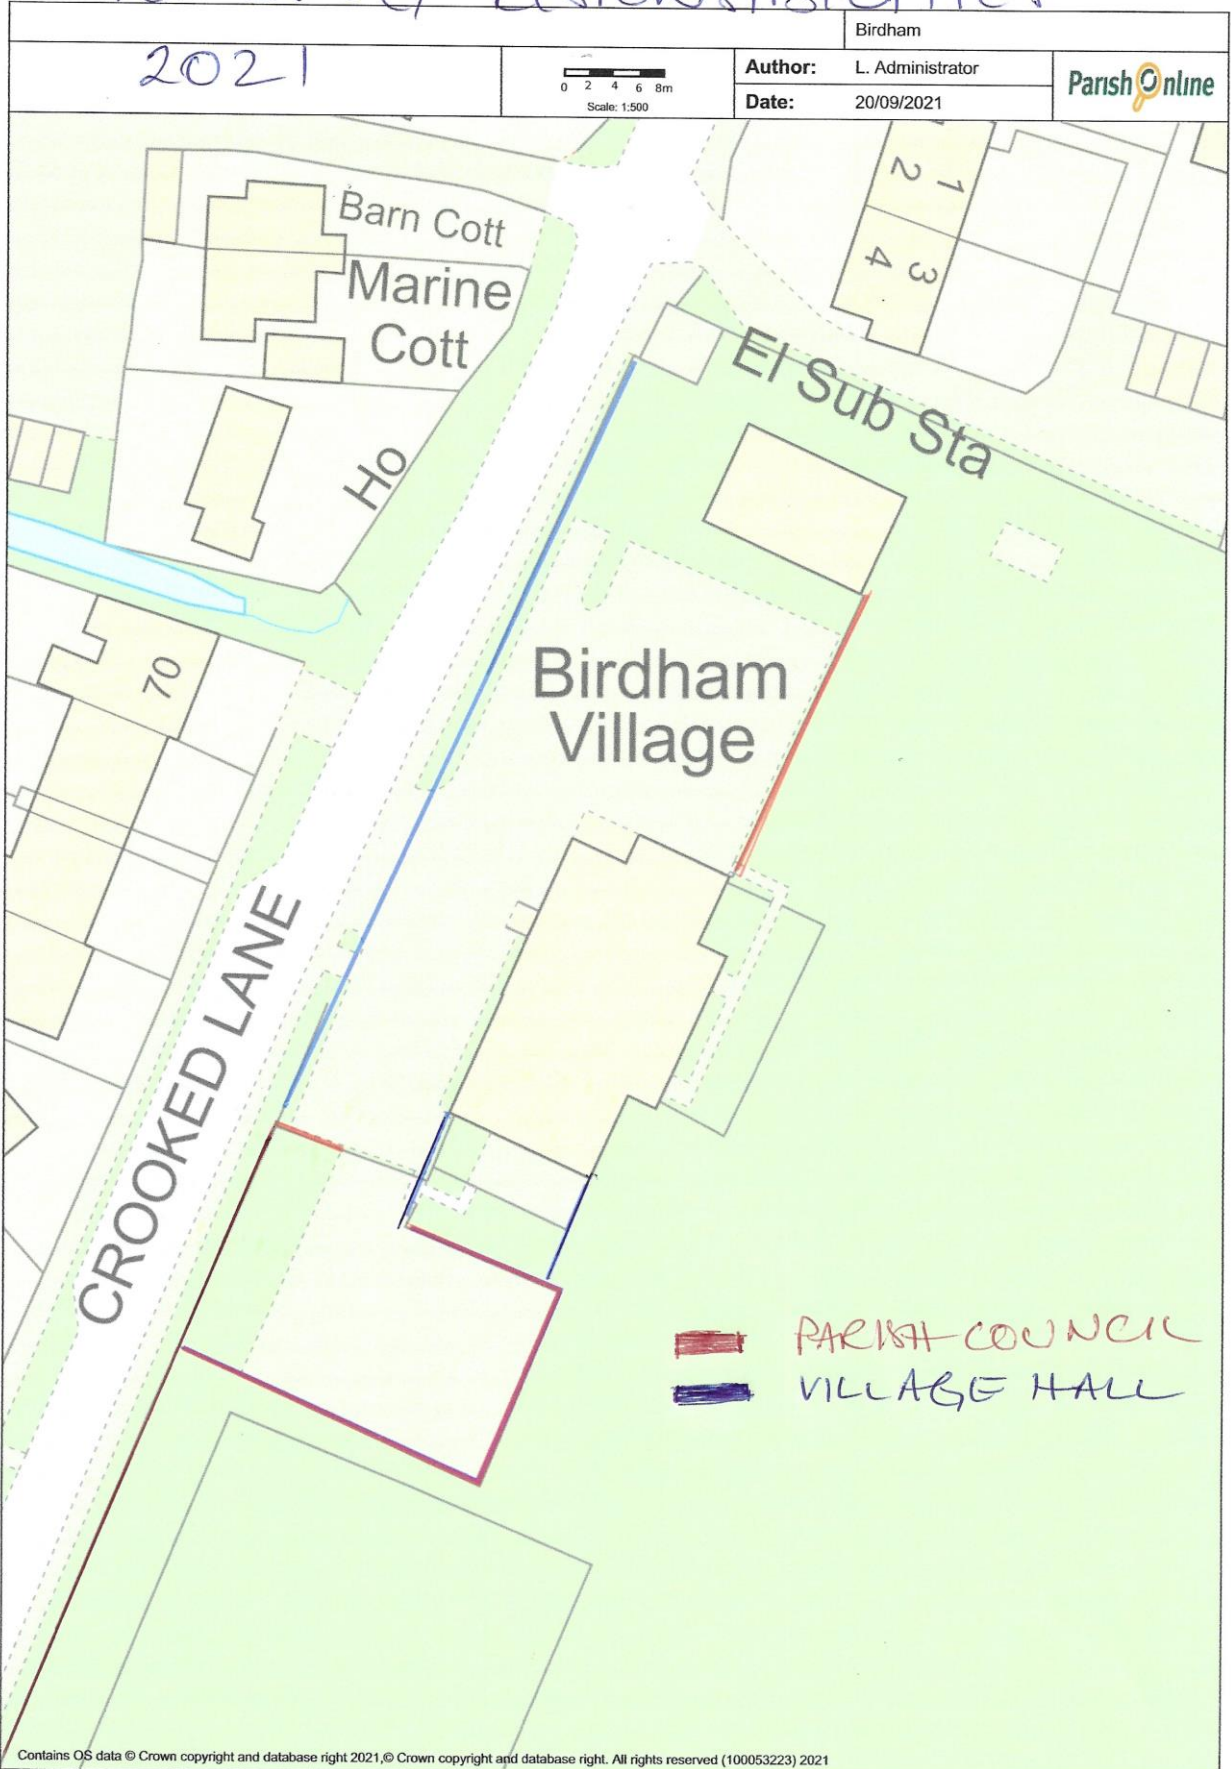 Birdham
2021
0 2 4 6 8m
Scale: 1:500
Author: L. Administrator
Date: 20/09/2021
Parish Online
Barn Cott
Marine
Cott
Ho
1
2
3
4
El Sub Sta
70
Birdham
Village
CROOKED LANE
PARISH COUNCIL
VILLAGE HALL
Contains OS data © Crown copyright and database right 2021,© Crown copyright and database right. All rights reserved (100053223) 2021